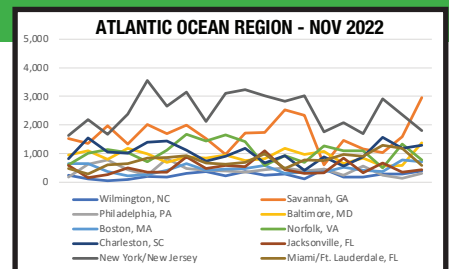 ATLANTIC OCEAN REGION - NOV 2022
5,000
4,000
3,000
2,000
1,000
0
Wilmington, NC
Savannah, GA
Philadelphia, PA
Baltimore, MD
Boston, MA
Norfolk, VA
Charleston, SC
Jacksonville, FL
New York/New Jersey
Miami/Ft. Lauderdale, FL